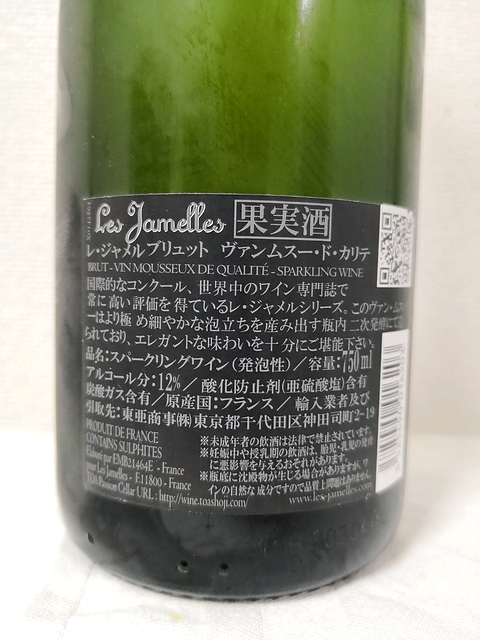 Les Jamelles 果実酒
レ・ジャメルブリュット ヴァンムスー・ド・カリテ
BRUT - VIN MOUSSEUX DE QUALITÉ - SPARKLING WINE
国際的なコンクール、世界中のワイン専門誌で
常に高い評価を得ているレ・ジャメルシリーズ。このヴァン・ムス
ーはより極め細やかな泡立ちを産み出す瓶内二次発酵にて
られており、エレガントな味わいを十分にご堪能下さい。
品名:スパークリングワイン(発泡性)/容量:750ml
アルコール分:12%/酸化防止剤(亜硫酸塩)含有
炭酸ガス含有/原産国:フランス/輸入業者及び
引取先:東亜商事㈱東京都千代田区神田司町2-19
PRODUIT DE FRANCE
CONTAINS SULPHITES
Elaboré par EMB21464E - France
pour Les Jamelles - F.11800 - France
TOA Passion Cellar URL : http://wine.toashoji.com/
※未成年者の飲酒は法律で禁止されています。
※妊娠中や授乳期の飲酒は、胎児・乳児の発育
に悪影響を与えるおそれがあります。
※瓶底に沈殿物が生じる場合がありますが、ワ
インの自然な成分ですので品質上問題はありません。
www.les-jamelles.com